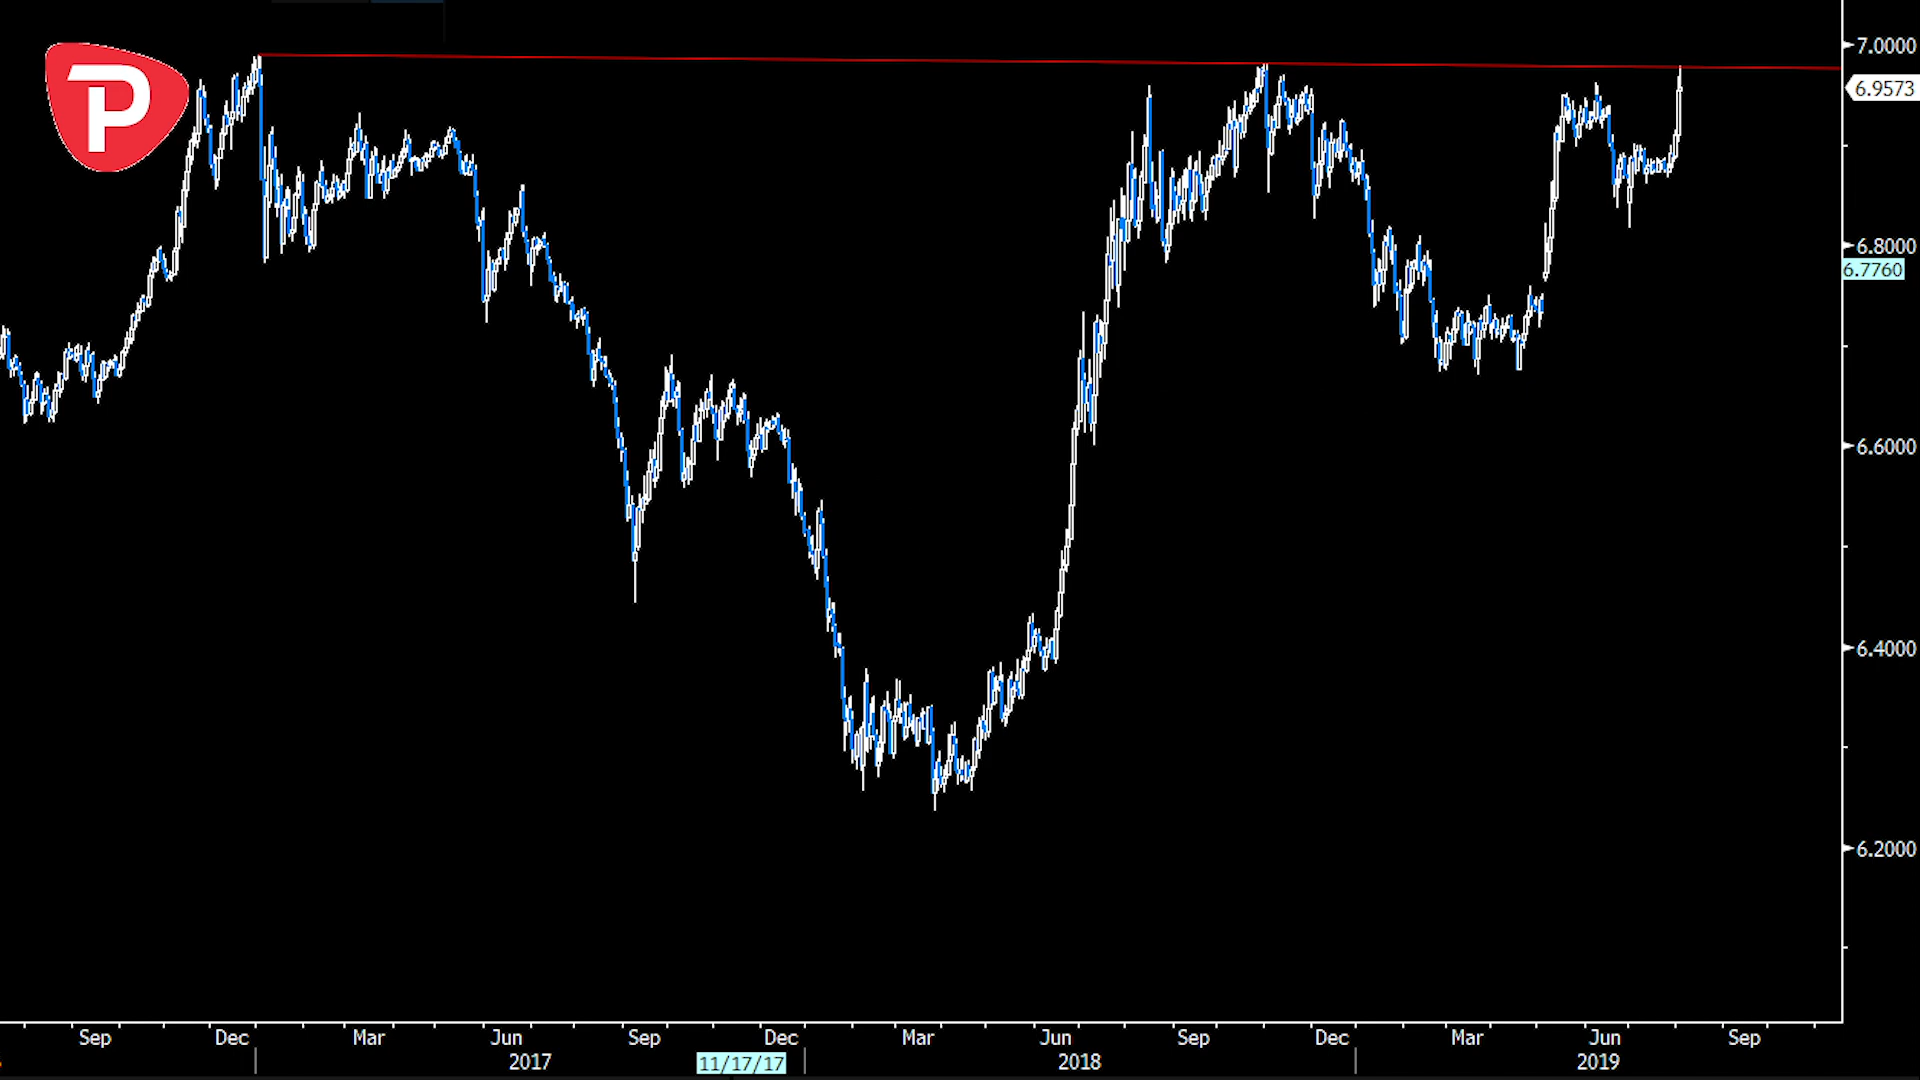 P
7.0000
6.9573
6.8000
6.7760
6.6000
6.4000
6.2000
Sep Dec Mar Jun Sep Dec Mar Jun Sep Dec Mar Jun Sep
2017 11/17/17 2018 2019